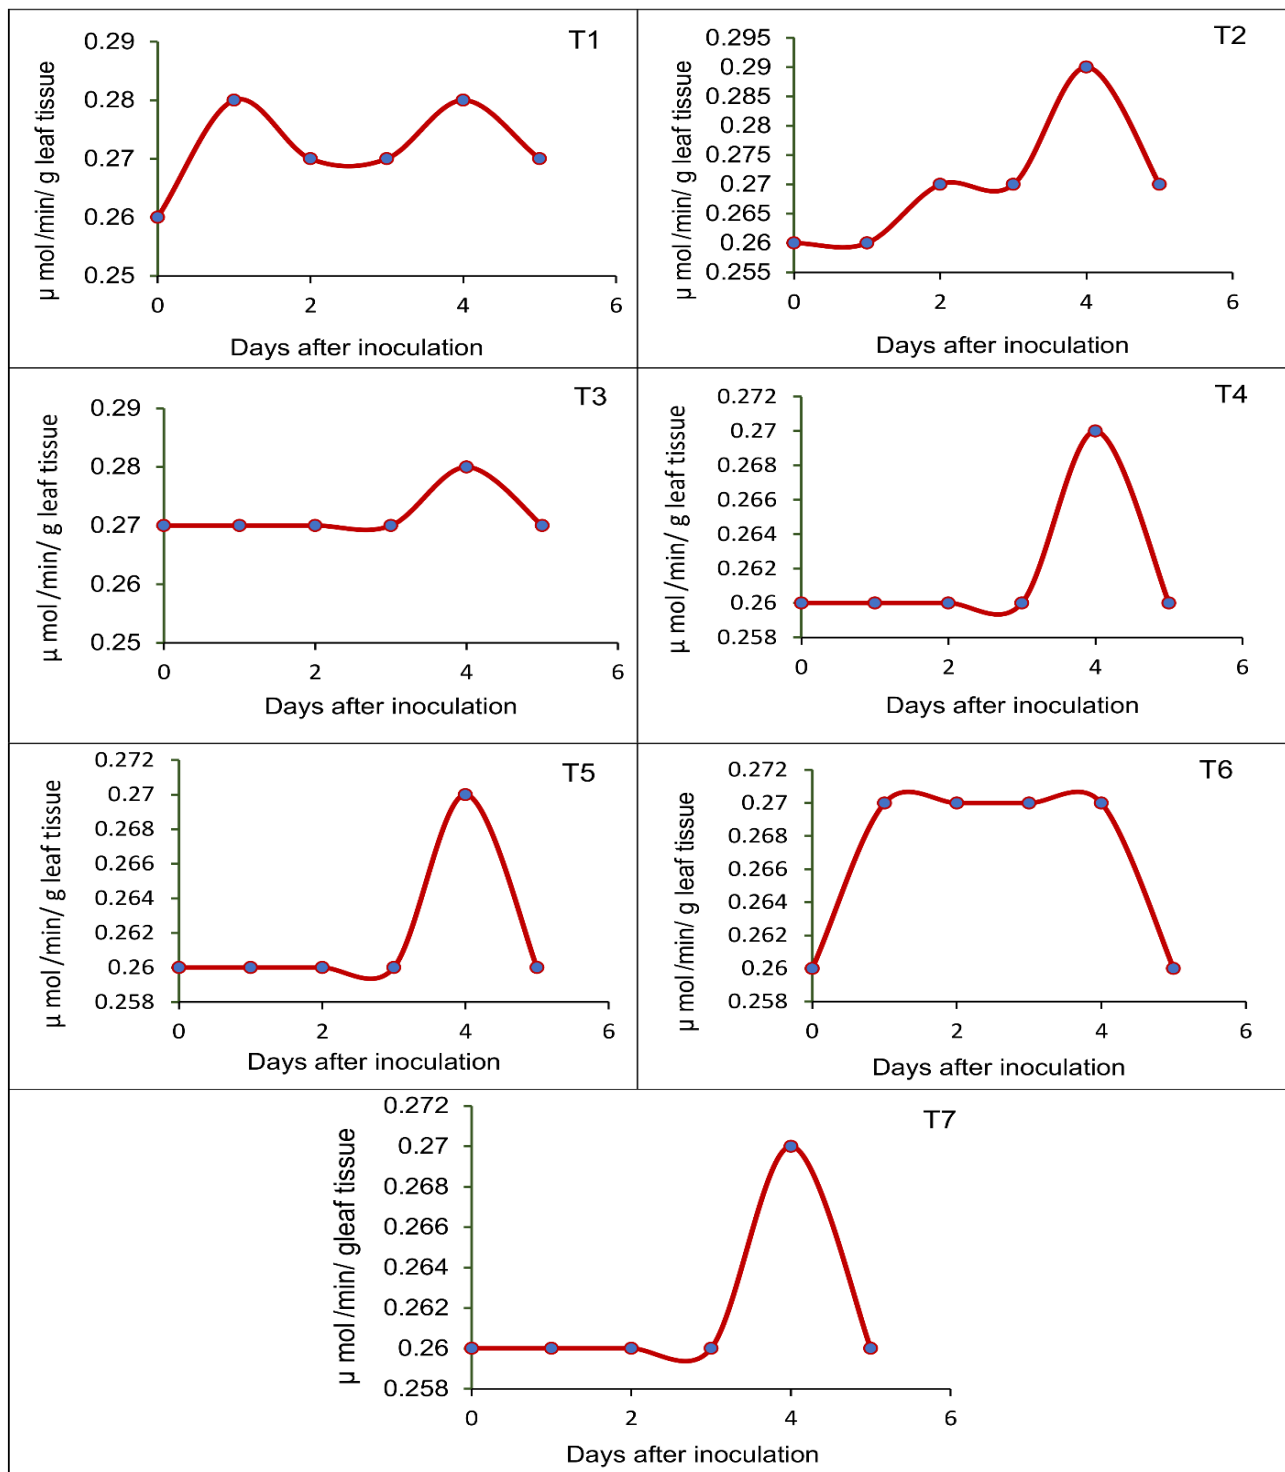 T1
µ mol /min/ g leaf tissue
0.29
0.28
0.27
0.26
0.25
0 2 4 6
Days after inoculation
T2
µ mol /min/ g leaf tissue
0.295
0.29
0.285
0.28
0.275
0.27
0.265
0.26
0.255
0 2 4 6
Days after inoculation
T3
µ mol /min/ g leaf tissue
0.29
0.28
0.27
0.26
0.25
0 2 4 6
Days after inoculation
T4
µ mol /min/ g leaf tissue
0.272
0.27
0.268
0.266
0.264
0.262
0.26
0.258
0 2 4 6
Days after inoculation
T5
µ mol /min/ g leaf tissue
0.272
0.27
0.268
0.266
0.264
0.262
0.26
0.258
0 2 4 6
Days after inoculation
T6
µ mol /min/ g leaf tissue
0.272
0.27
0.268
0.266
0.264
0.262
0.26
0.258
0 2 4 6
Days after inoculation
T7
µ mol /min/ gleaf tissue
0.272
0.27
0.268
0.266
0.264
0.262
0.26
0.258
0 2 4 6
Days after inoculation